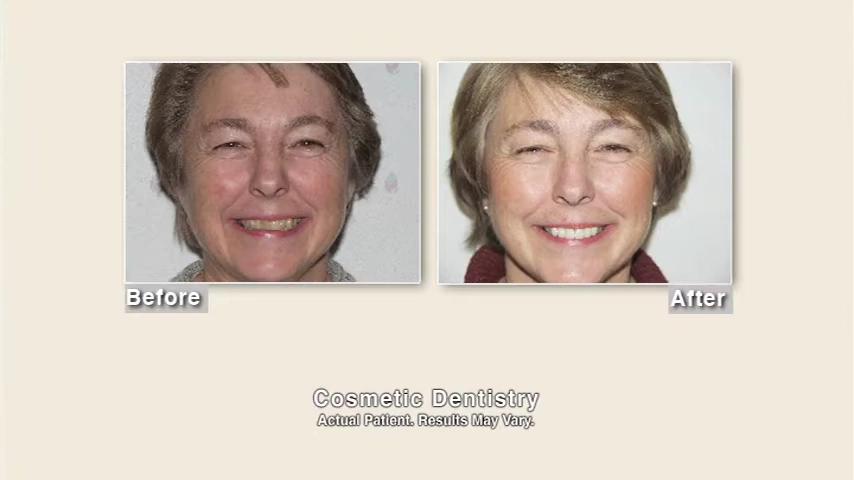 Before
After
Cosmetic Dentistry
Actual Patient. Results May Vary.